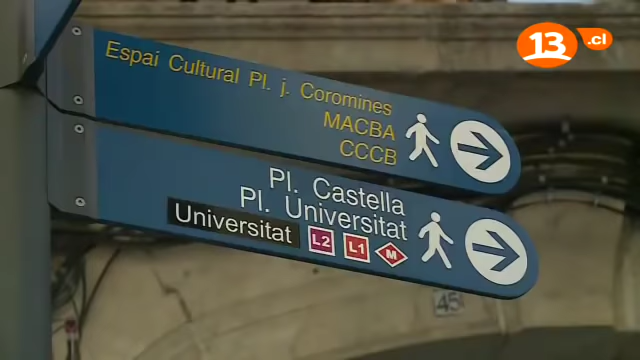 13.cl
Espai Cultural Pl. j. Coromines
MACBA
CCCB
Pl. Castella
Pl. Universitat
Universitat L2 L1 M
45